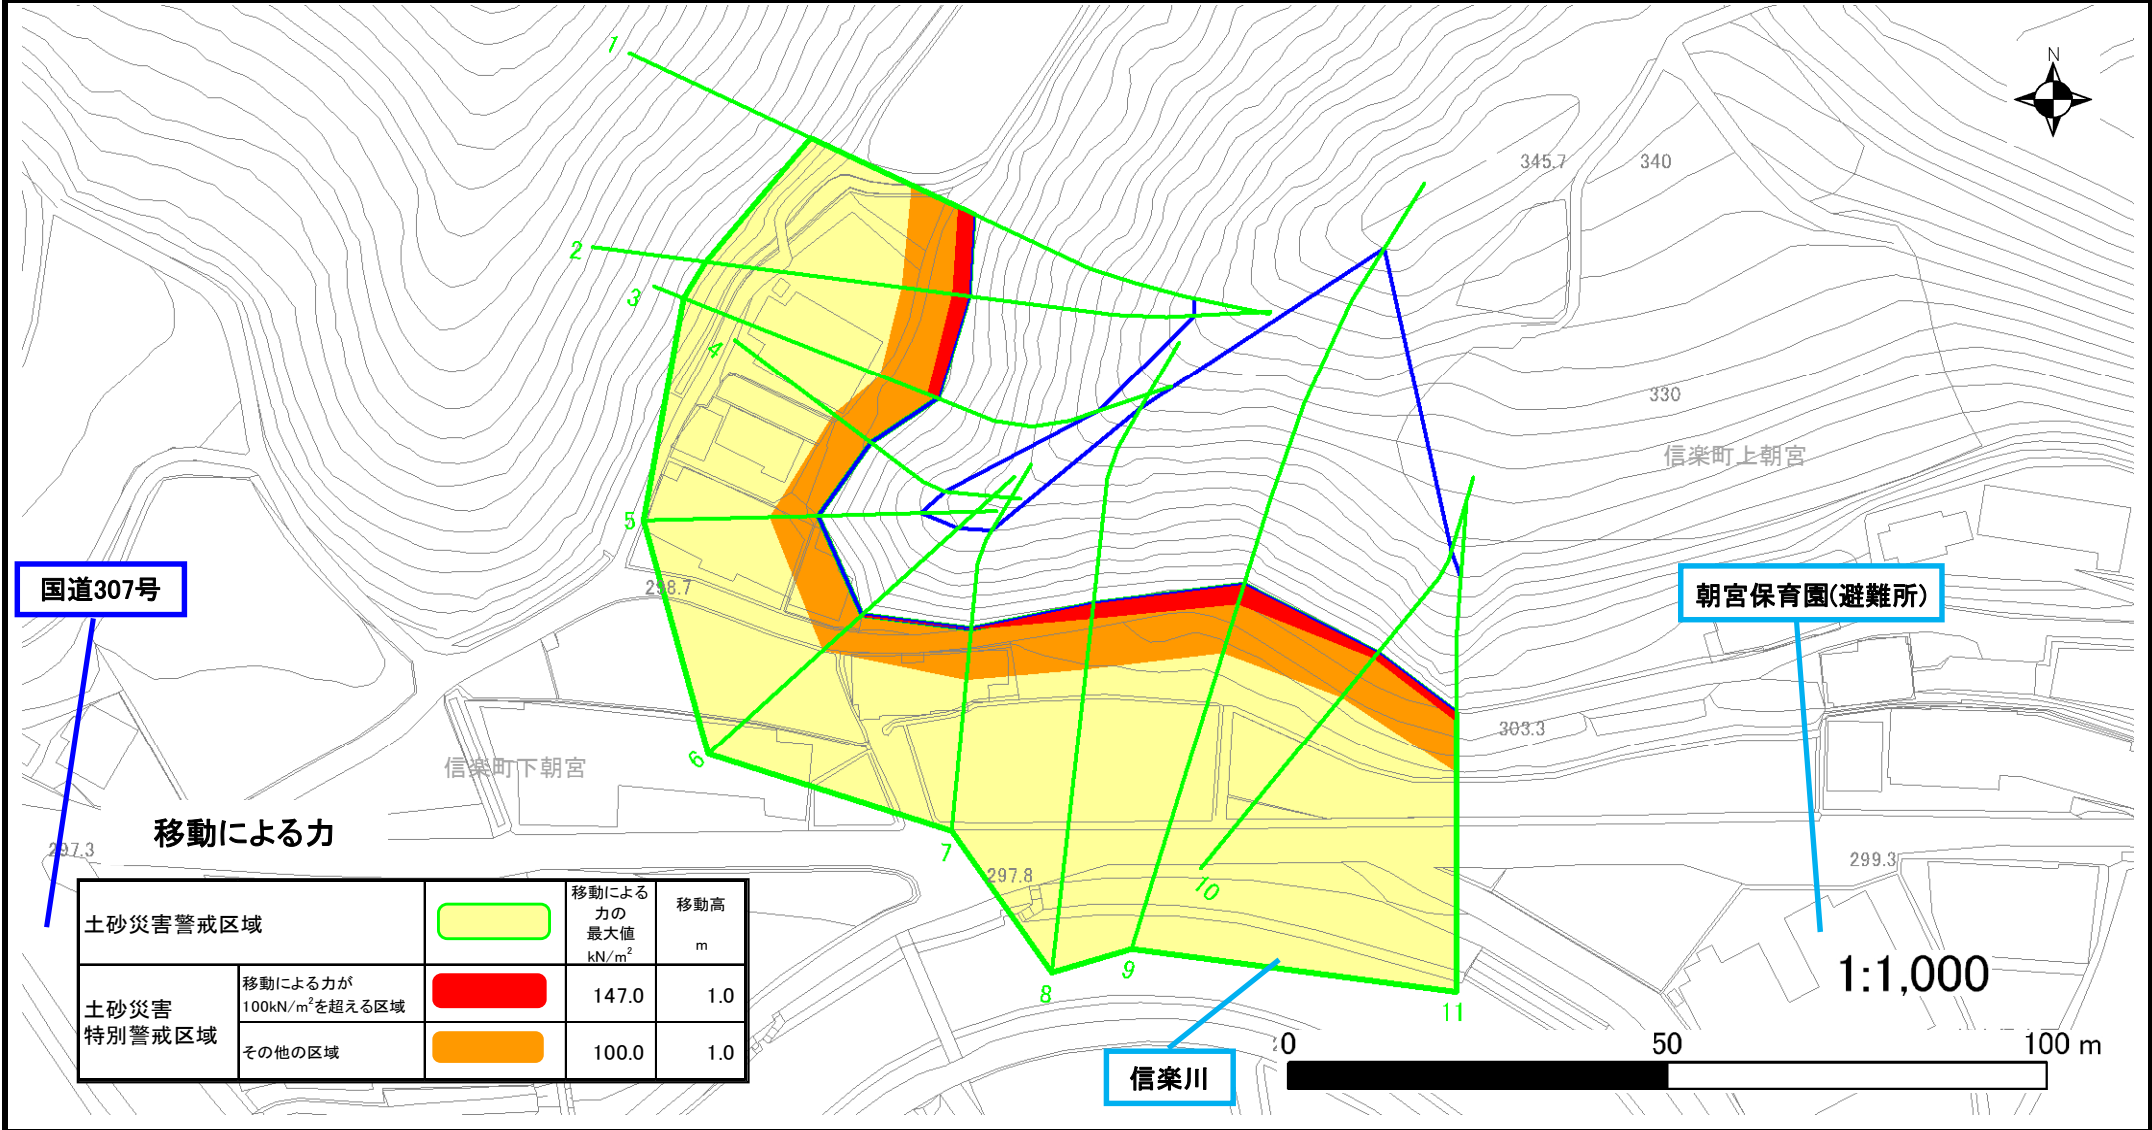 1
N
345.7
340
2
3
4
330
信楽町上朝宮
5
国道307号
298.7
朝宮保育園(避難所)
303.3
6
信楽町下朝宮
移動による力
297.3
7
297.8
10
299.3
土砂災害警戒区域
移動による
力の
最大値
kN/m²
移動高
m
土砂災害
特別警戒区域
移動による力が
100kN/m²を超える区域
147.0
1.0
その他の区域
100.0
1.0
8
9
11
1:1,000
信楽川
0
50
100 m